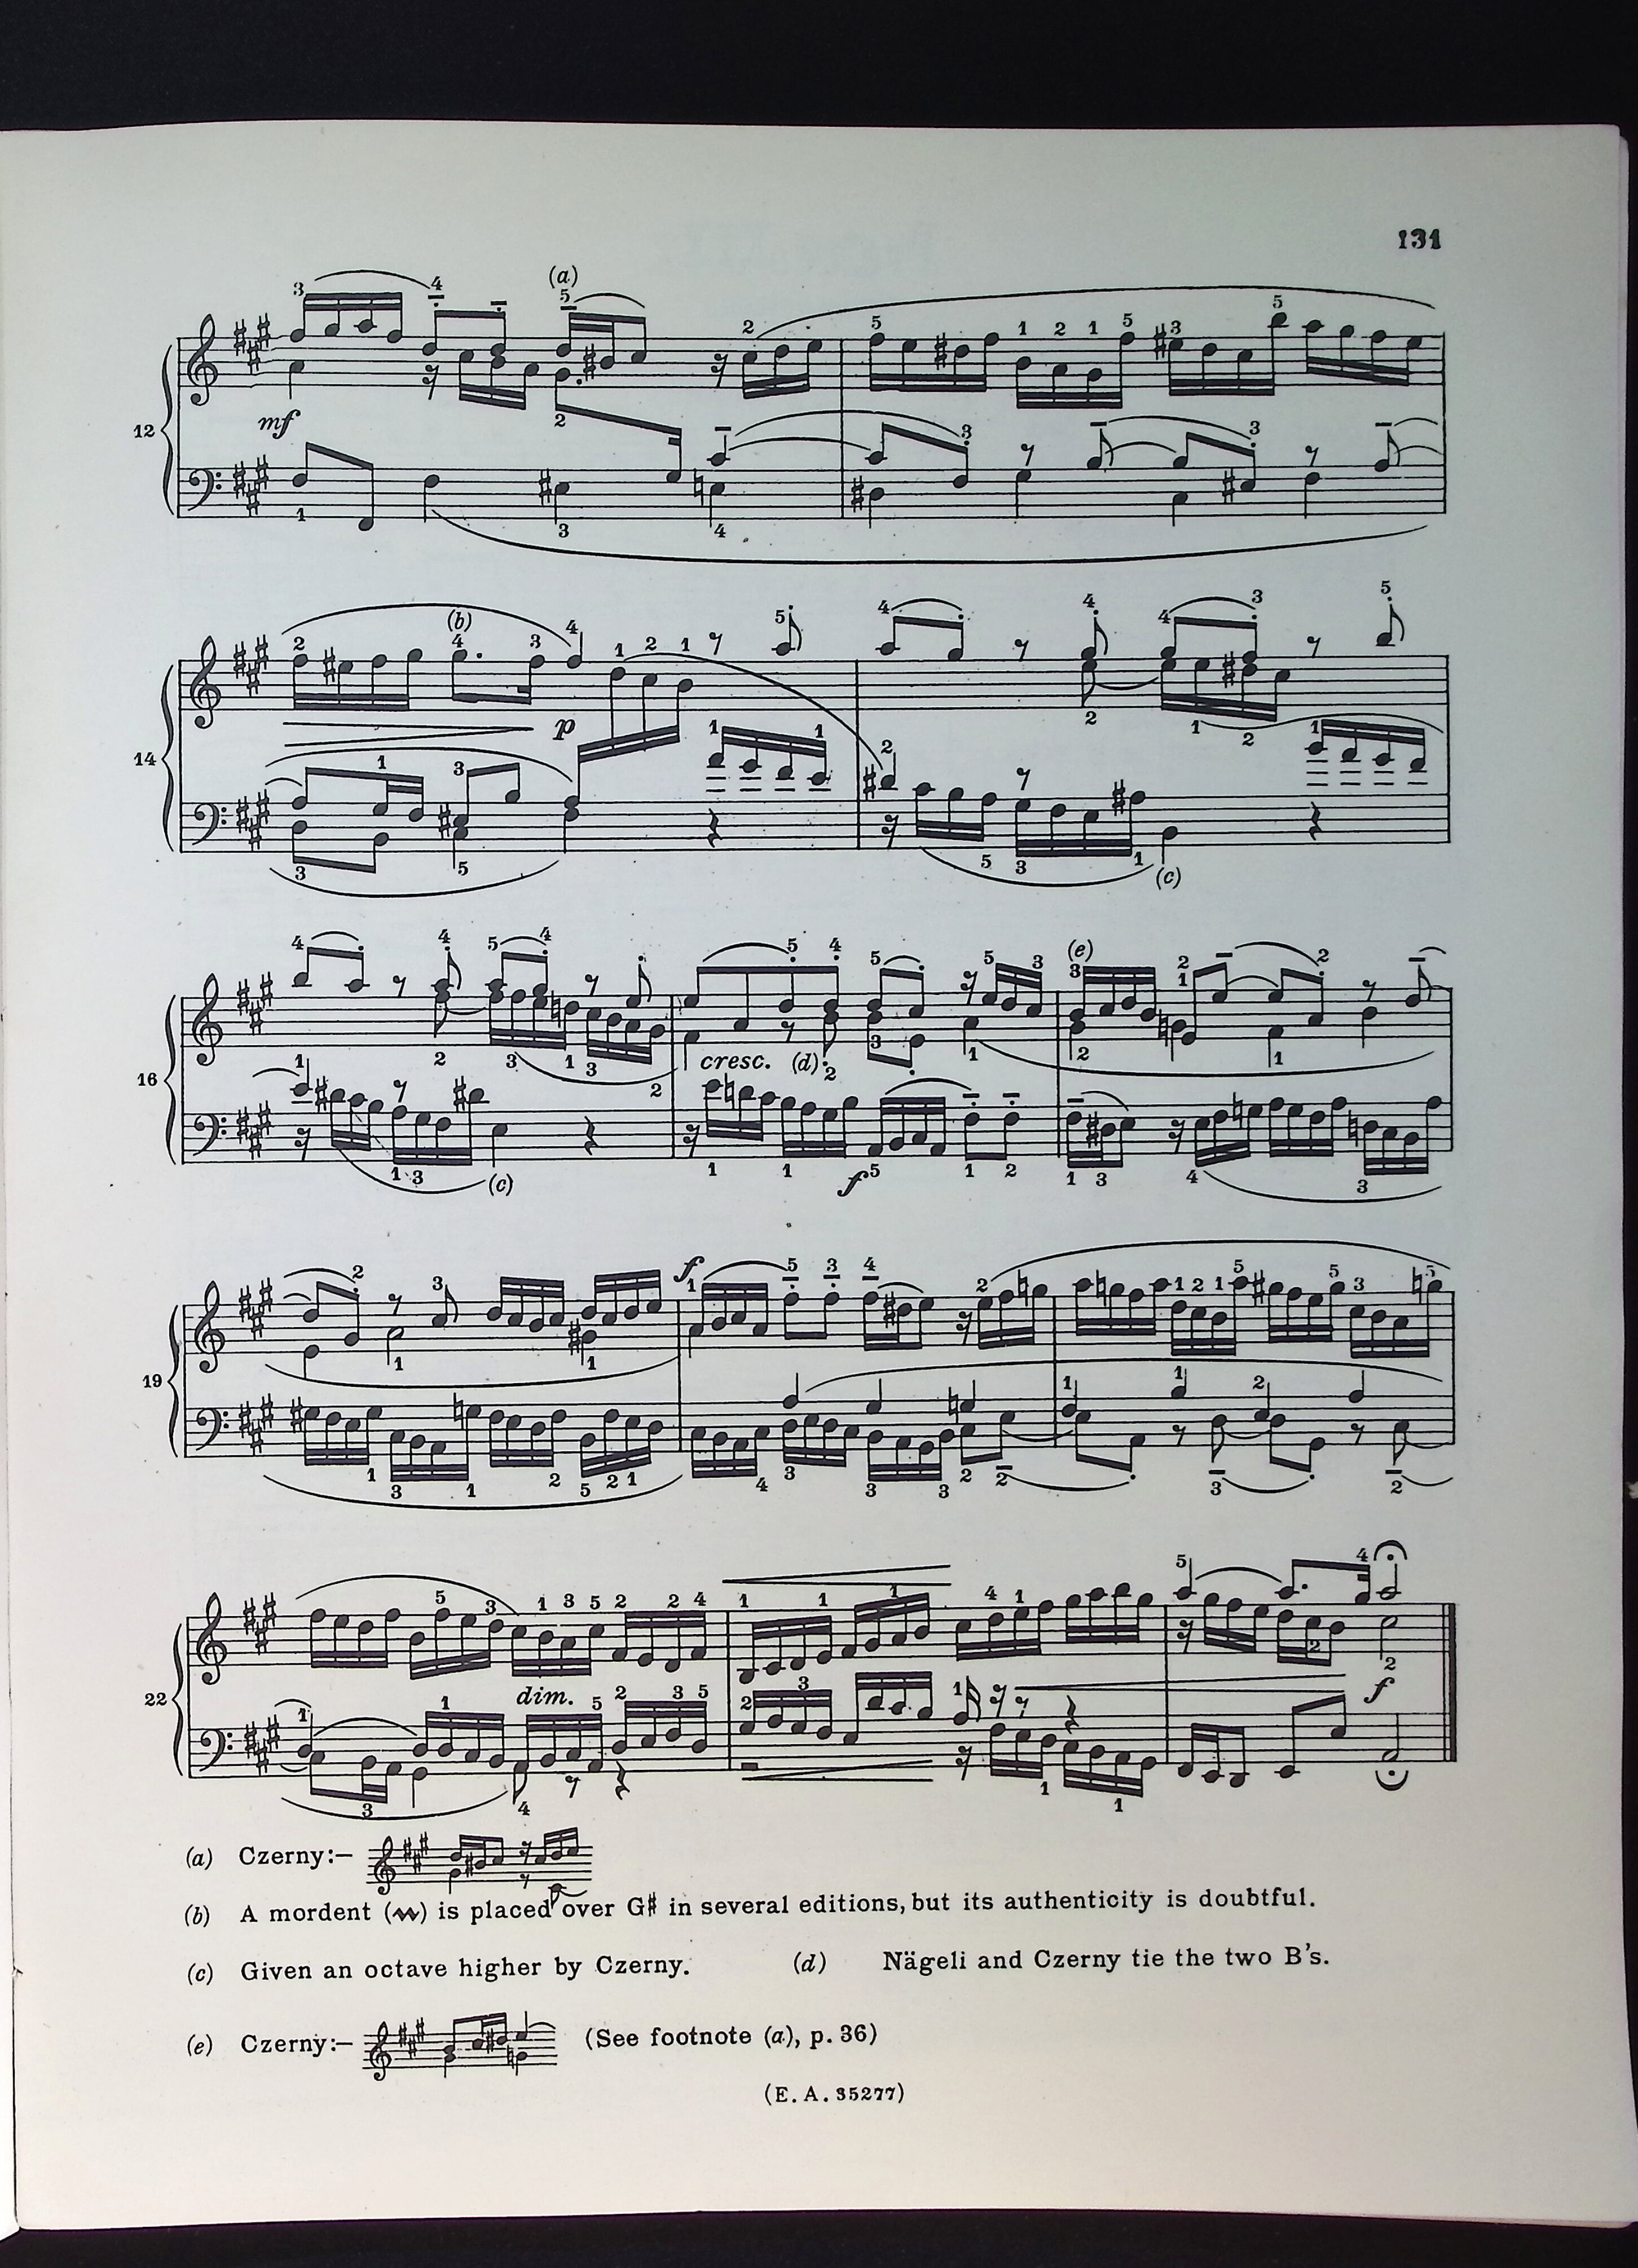 131
(a)
12
mf
(b)
14
p
(c)
(e)
16
cresc. (d)
f
(c)
f
19
22
dim.
f
(a) Czerny:–
(b) A mordent () is placed over G♯ in several editions, but its authenticity is doubtful.
(c) Given an octave higher by Czerny. (d) Nägeli and Czerny tie the two B's.
(e) Czerny:– (See footnote (a), p. 36)
(E. A. 35277)